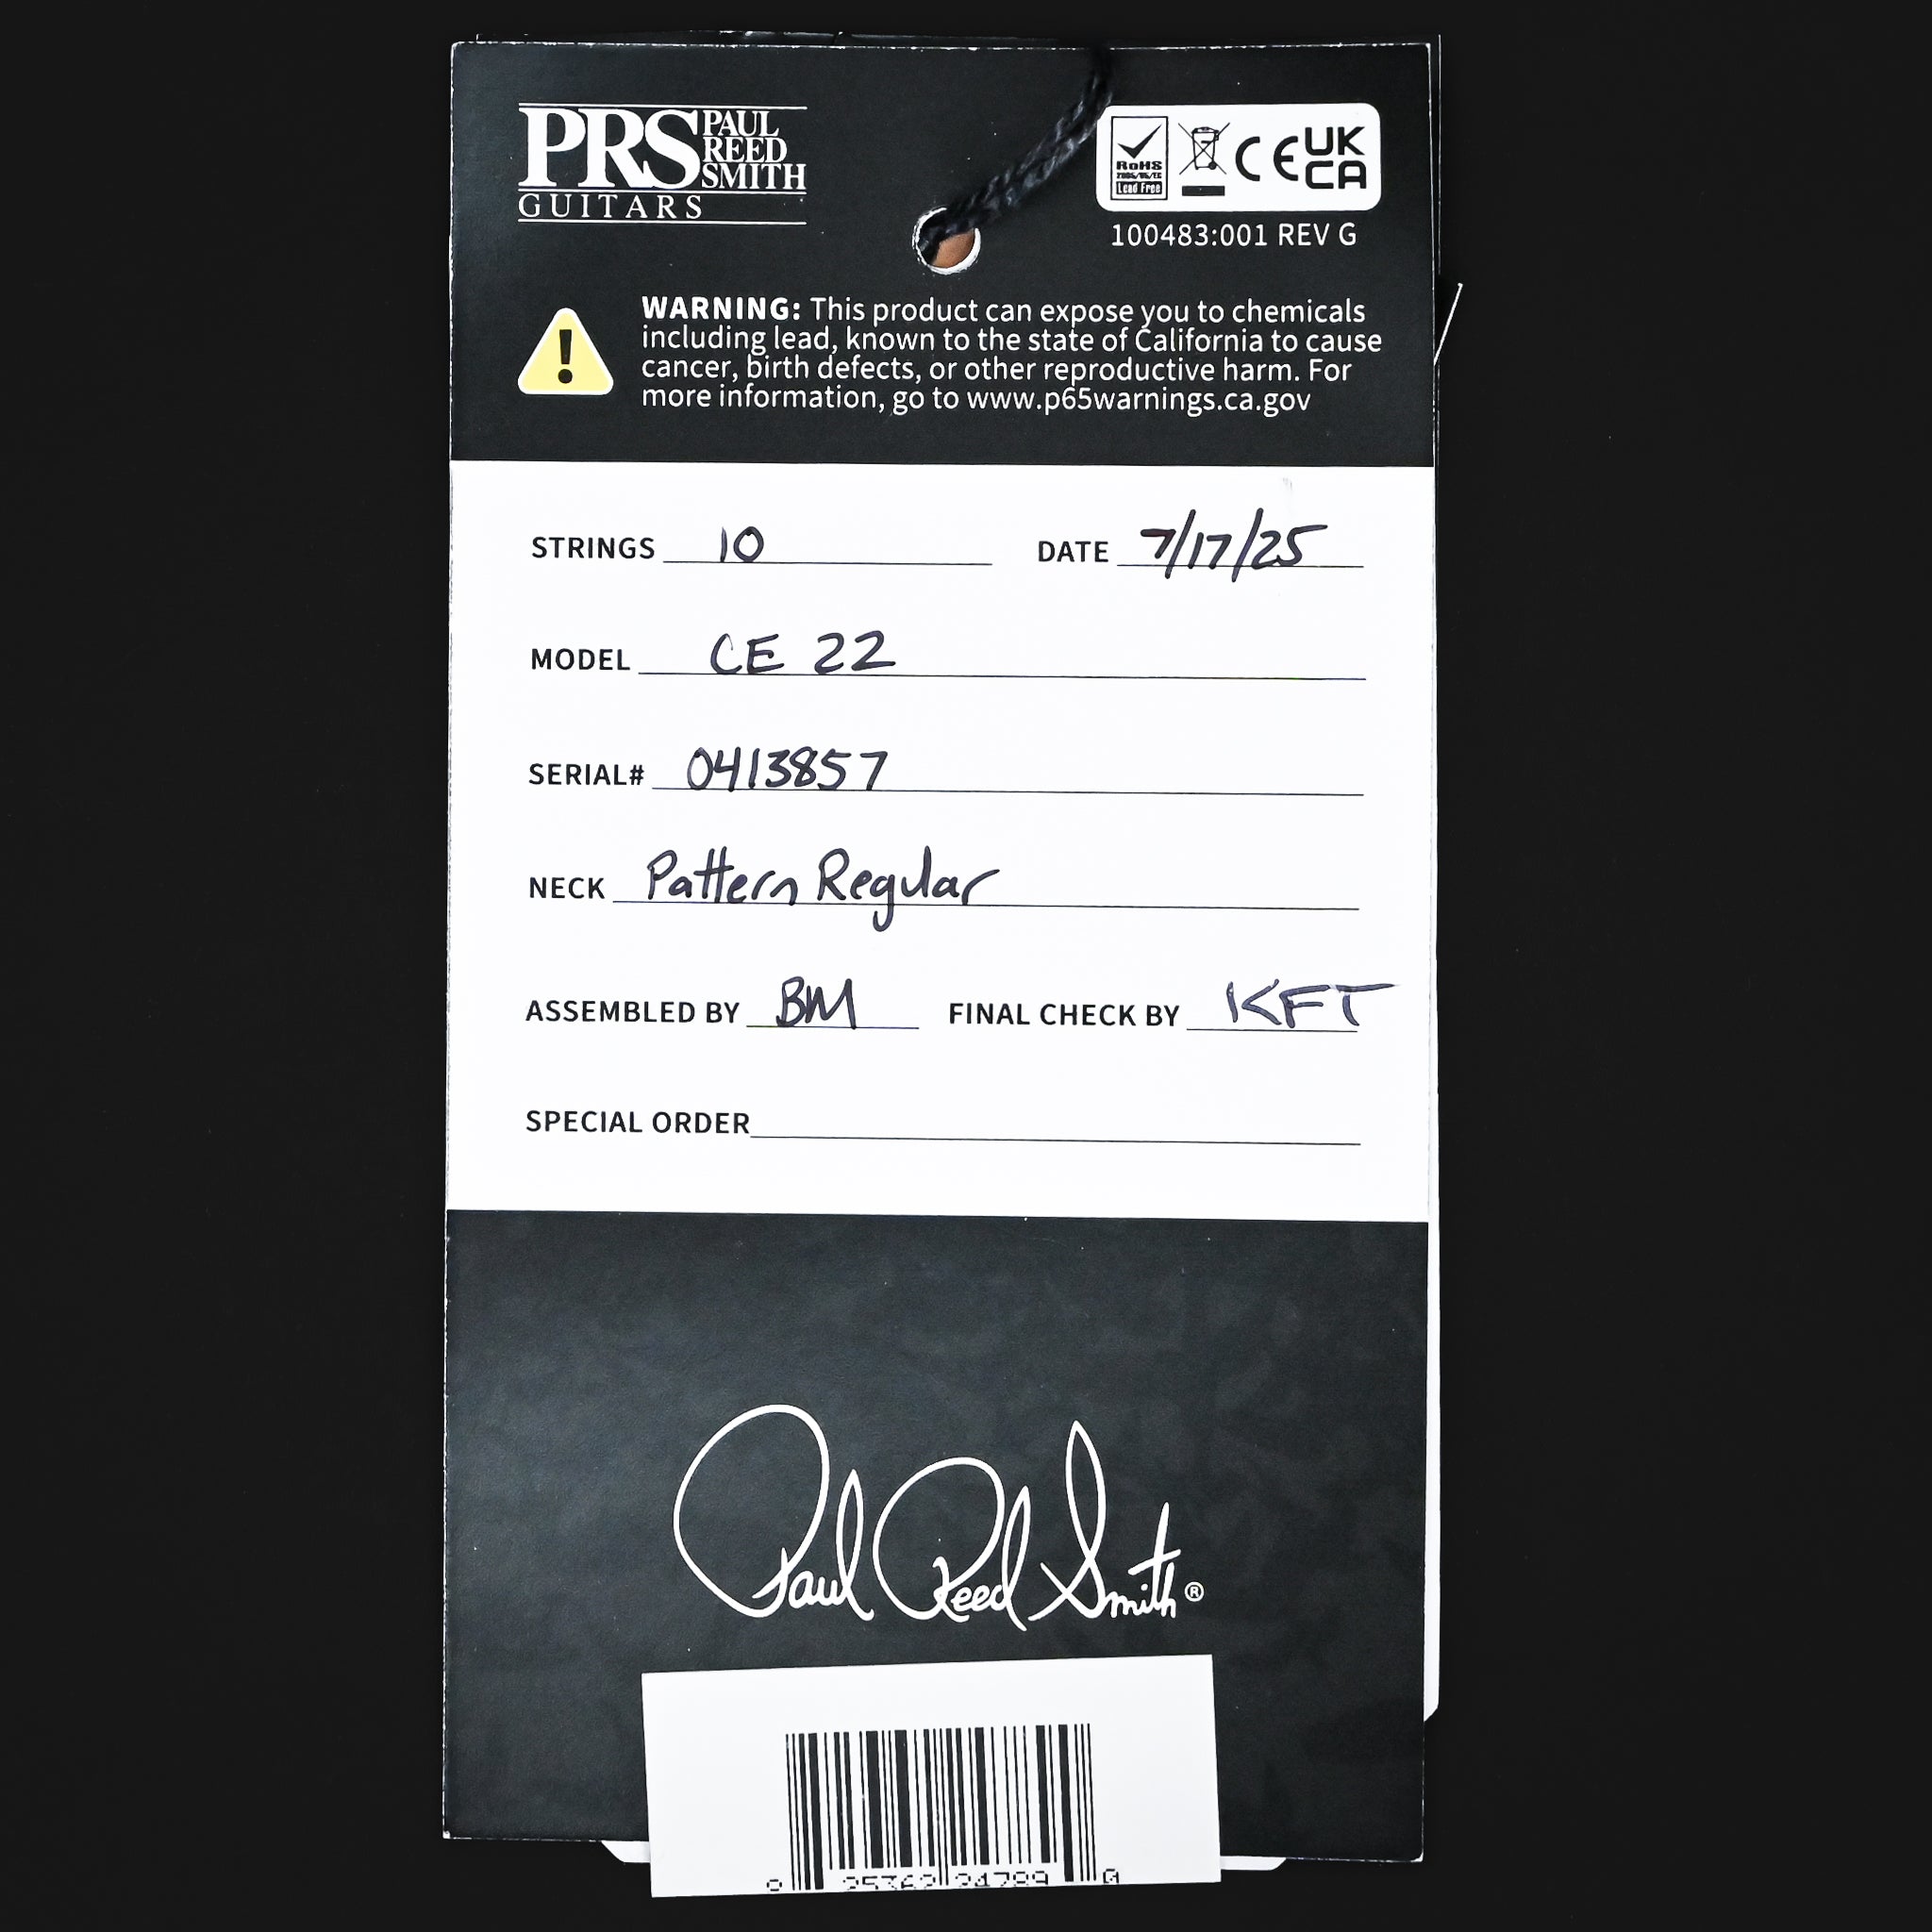 PRS PAUL REED SMITH
GUITARS
RoHS
Lead Free
CE UK CA
100483:001 REV G
WARNING: This product can expose you to chemicals
including lead, known to the state of California to cause
cancer, birth defects, or other reproductive harm. For
more information, go to www.p65warnings.ca.gov
STRINGS 10 DATE 7/17/25
MODEL CE 22
SERIAL# 0413857
NECK Pattern Regular
ASSEMBLED BY BM FINAL CHECK BY KFT
SPECIAL ORDER
Paul Reed Smith®